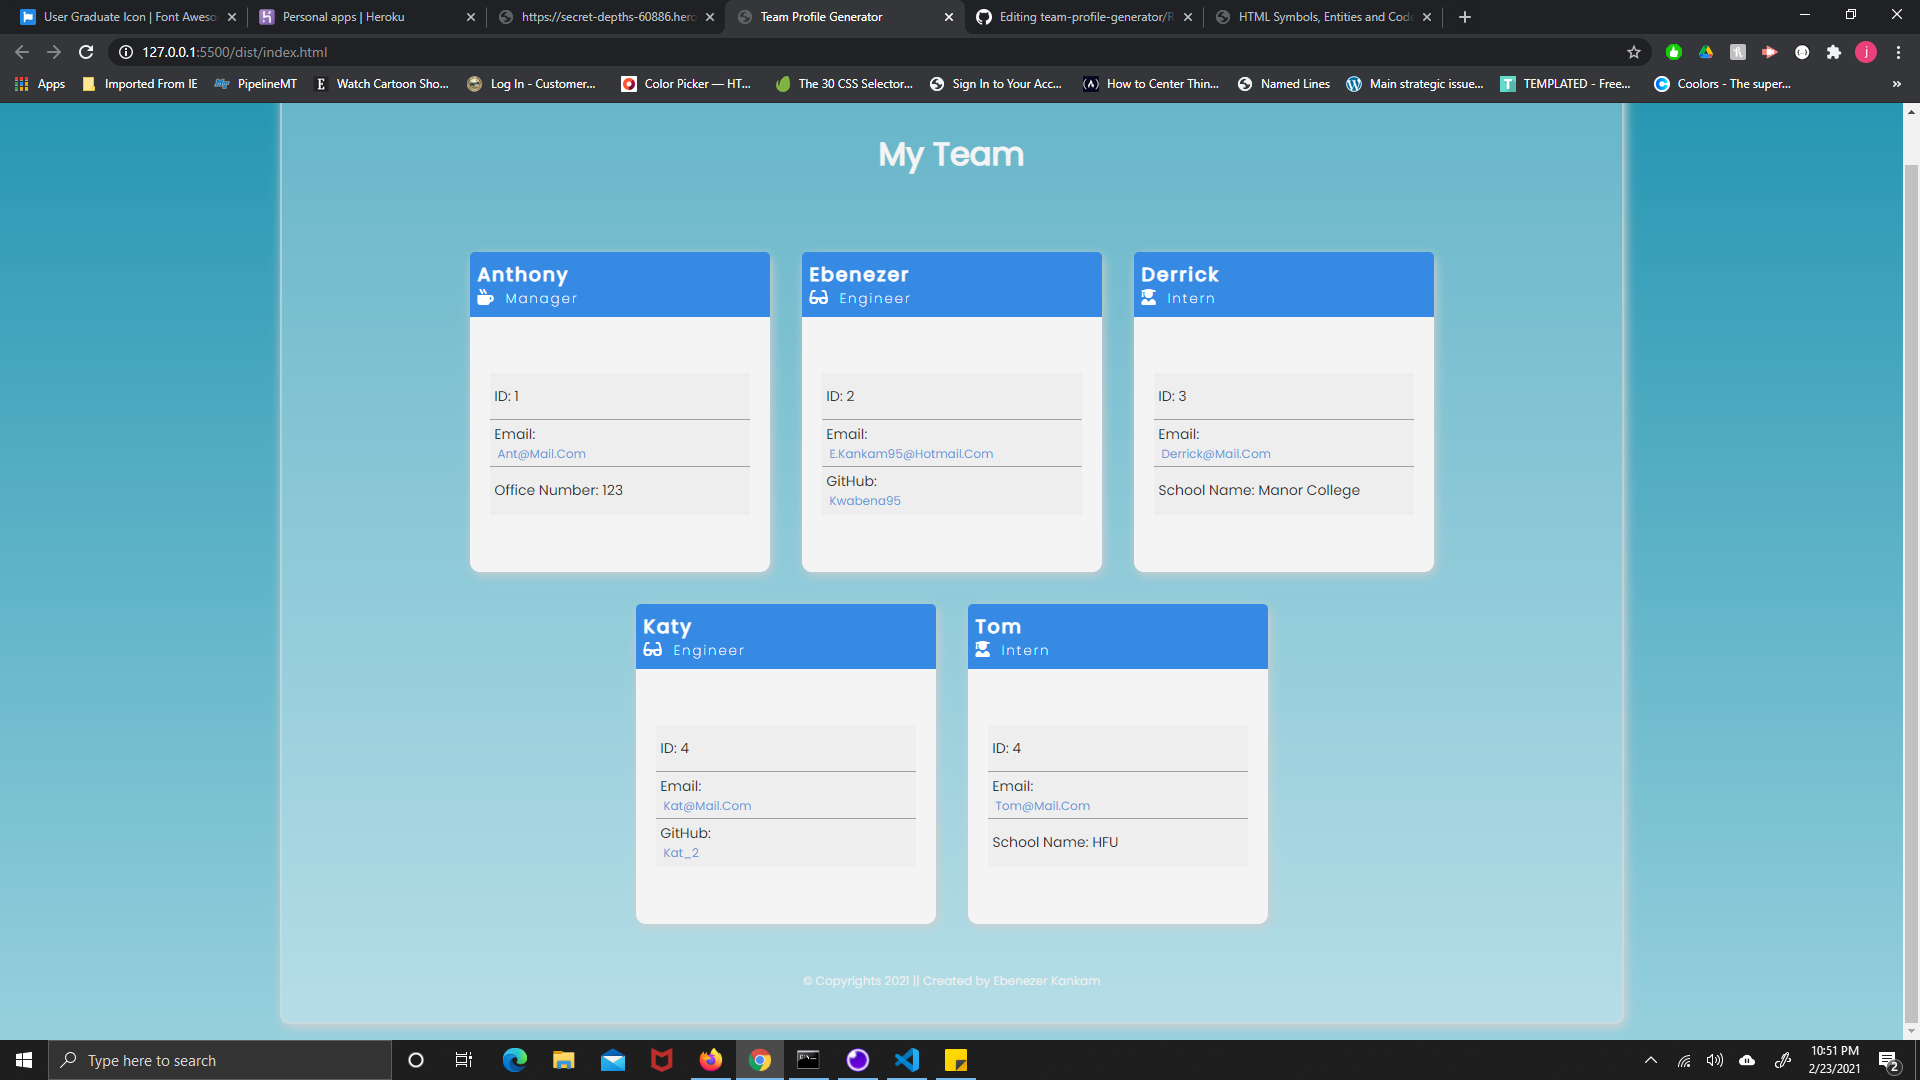 User Graduate Icon | Font Aweso
Personal apps | Heroku
https://secret-depths-60886.hero
Team Profile Generator
Editing team-profile-generator/R
HTML Symbols, Entities and Cod
127.0.0.1:5500/dist/index.html
j
Apps
Imported From IE
PipelineMT
Watch Cartoon Sho...
Log In - Customer...
Color Picker — HT...
The 30 CSS Selector...
Sign In to Your Acc...
How to Center Thin...
Named Lines
Main strategic issue...
TEMPLATED - Free...
Coolors - The super...
»
My Team
Anthony
Manager
ID: 1
Email:
Ant@Mail.Com
Office Number: 123
Ebenezer
Engineer
ID: 2
Email:
E.Kankam95@Hotmail.Com
GitHub:
Kwabena95
Derrick
Intern
ID: 3
Email:
Derrick@Mail.Com
School Name: Manor College
Katy
Engineer
ID: 4
Email:
Kat@Mail.Com
GitHub:
Kat_2
Tom
Intern
ID: 4
Email:
Tom@Mail.Com
School Name: HFU
© Copyrights 2021 || Created by Ebenezer Kankam
Type here to search
10:51 PM
2/23/2021
2